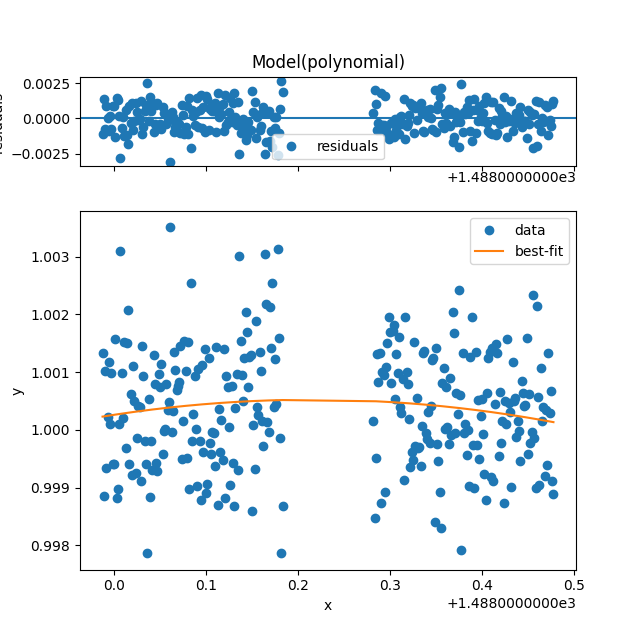 Model(polynomial)
0.0025
0.0000
−0.0025
residuals
residuals
+1.4880000000e3
data
best-fit
1.003
1.002
1.001
1.000
0.999
0.998
y
0.0
0.1
0.2
0.3
0.4
0.5
x
+1.4880000000e3